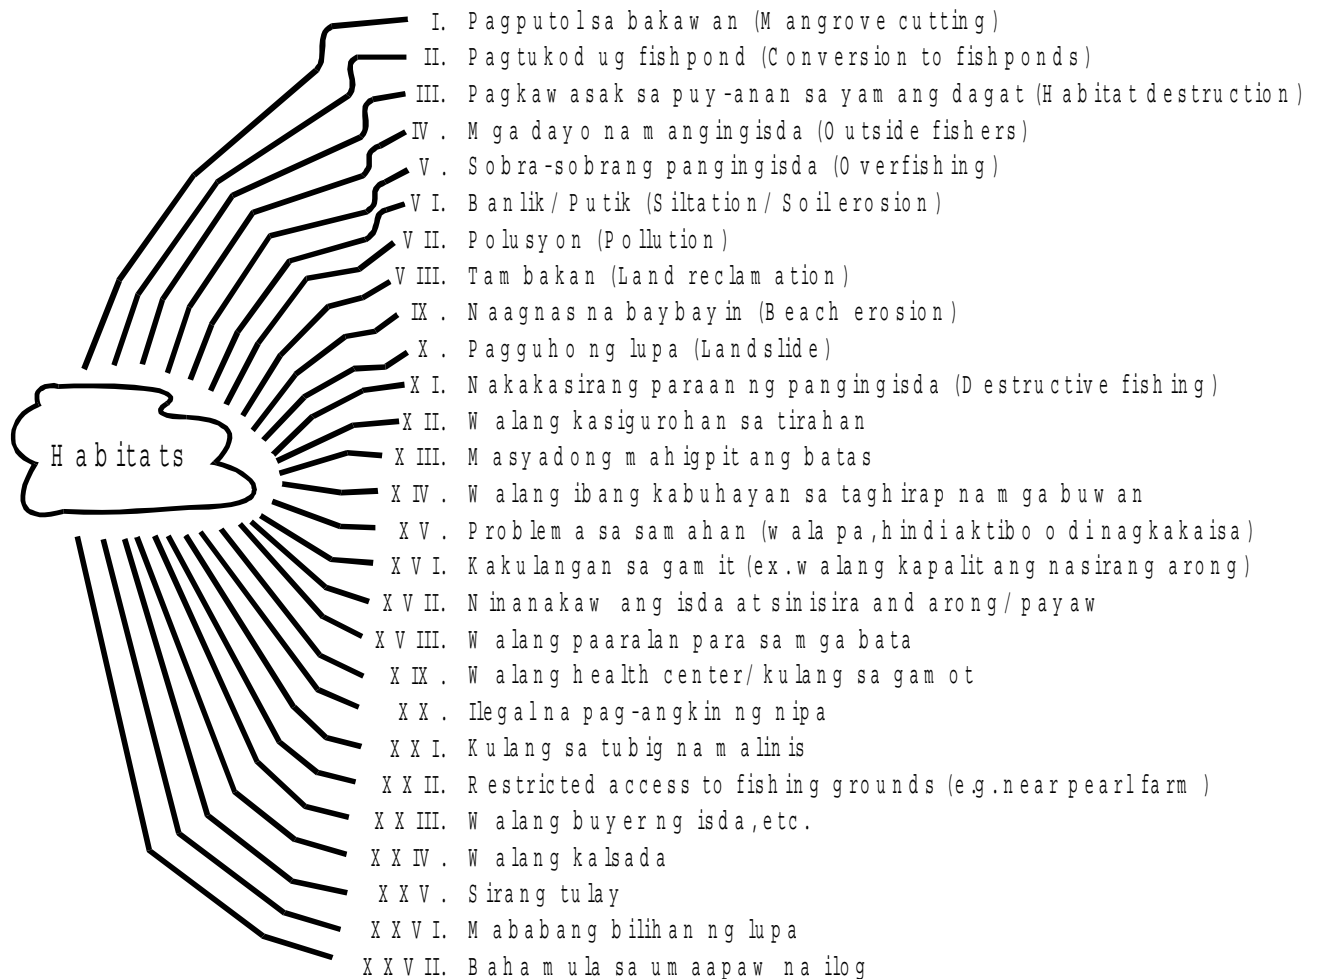 I. Pagputol sa bakawan (Mangrove cutting)
II. Pagtukod ug fishpond (Conversion to fishponds)
III. Pagkawasak sa puy-anan sa yamang dagat (Habitat destruction)
IV. Mga dayo na mangingisda (Outside fishers)
V. Sobra-sobrang pangingisda (Overfishing)
VI. Banlik/Putik (Siltation/Soil erosion)
VII. Polusyon (Pollution)
VIII. Tambakan (Land reclamation)
IX. Naagnas na baybayin (Beach erosion)
X. Pagguho ng lupa (Landslide)
XI. Nakakasirang paraan ng pangingisda (Destructive fishing)
XII. Walang kasigurohan sa tirahan
Habitats
XIII. Masyadong mahigpit ang batas
XIV. Walang ibang kabuhayan sa taghirap na mga buwan
XV. Problema sa samahan (wala pa, hindi aktibo o di nagkakaisa)
XVI. Kakulangan sa gamit (ex. walang kapalit ang nasirang arong)
XVII. Ninanakaw ang isda at sinisira and arong/payaw
XVIII. Walang paaralan para sa mga bata
XIX. Walang health center/kulang sa gamot
XX. Ilegal na pag-angkin ng nipa
XXI. Kulang sa tubig na malinis
XXII. Restricted access to fishing grounds (e.g. near pearl farm)
XXIII. Walang buyer ng isda, etc.
XXIV. Walang kalsada
XXV. Sirang tulay
XXVI. Mababang bilihan ng lupa
XXVII. Baha mula sa umaapaw na ilog